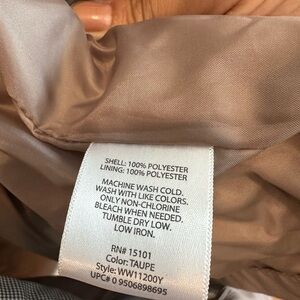 SHELL: 100% POLYESTER
LINING: 100% POLYESTER
MACHINE WASH COLD.
WASH WITH LIKE COLORS.
ONLY NON-CHLORINE
BLEACH WHEN NEEDED.
TUMBLE DRY LOW.
LOW IRON.
RN# 15101
Color: TAUPE
Style: WW11200Y
UPC# 0 9506898695